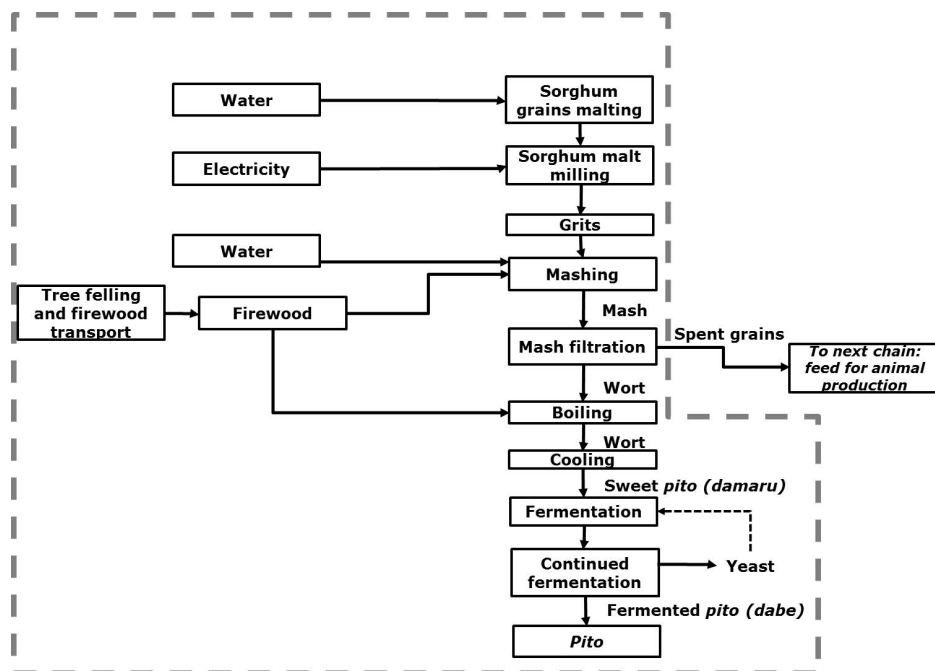 Water
Sorghum
grains malting
Electricity
Sorghum malt
milling
Grits
Water
Mashing
Tree felling
and firewood
transport
Firewood
Mash
Mash filtration
Spent grains
To next chain:
feed for animal
production
Wort
Boiling
Wort
Cooling
Sweet pito (damaru)
Fermentation
Continued
fermentation
Yeast
Fermented pito (dabe)
Pito